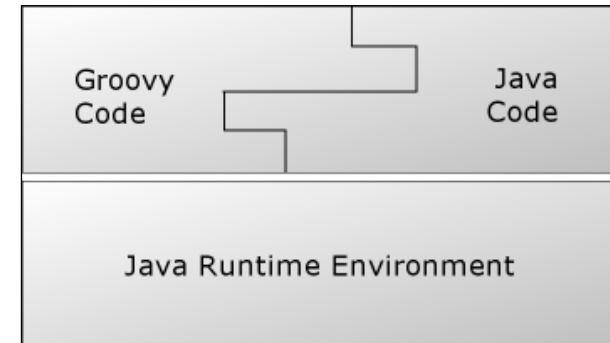 Groovy
Code
Java
Code
Java Runtime Environment